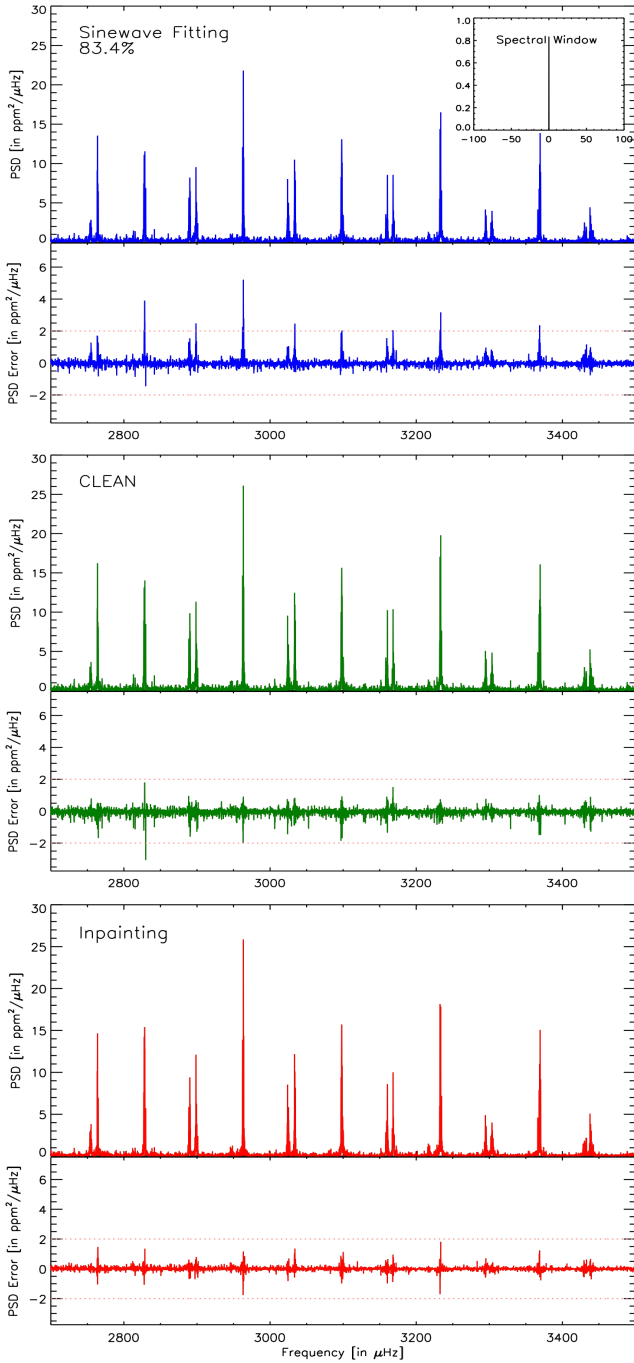 30
25
20
15
10
5
0
PSD [in ppm²/μHz]
Sinewave Fitting
83.4%
1.0
0.8
0.6
0.4
0.2
0.0
Spectral Window
-100 -50 0 50 100
6
4
2
0
-2
PSD Error [in ppm²/μHz]
2800 3000 3200 3400
30
25
20
15
10
5
0
PSD [in ppm²/μHz]
CLEAN
6
4
2
0
-2
PSD Error [in ppm²/μHz]
2800 3000 3200 3400
30
25
20
15
10
5
0
PSD [in ppm²/μHz]
Inpainting
6
4
2
0
-2
PSD Error [in ppm²/μHz]
2800 3000 3200 3400
Frequency [in μHz]